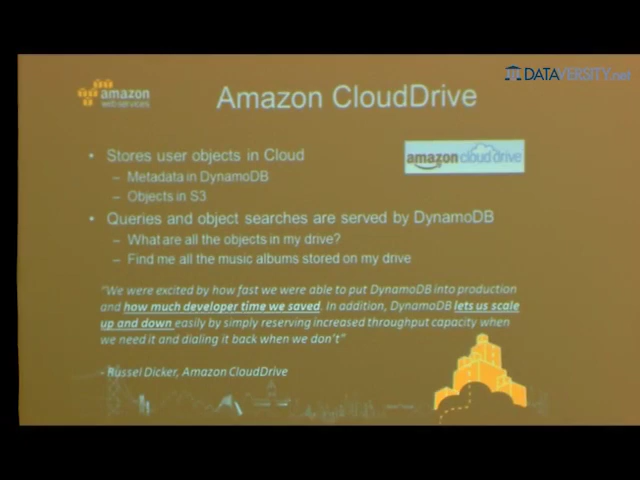 DATAVERSITY.net
amazon
web services
Amazon CloudDrive
• Stores user objects in Cloud
amazon cloud drive
– Metadata in DynamoDB
– Objects in S3
• Queries and object searches are served by DynamoDB
– What are all the objects in my drive?
– Find me all the music albums stored on my drive
"We were excited by how fast we were able to put DynamoDB into production
and how much developer time we saved. In addition, DynamoDB lets us scale
up and down easily by simply reserving increased throughput capacity when
we need it and dialing it back when we don't"
- Russel Dicker, Amazon CloudDrive